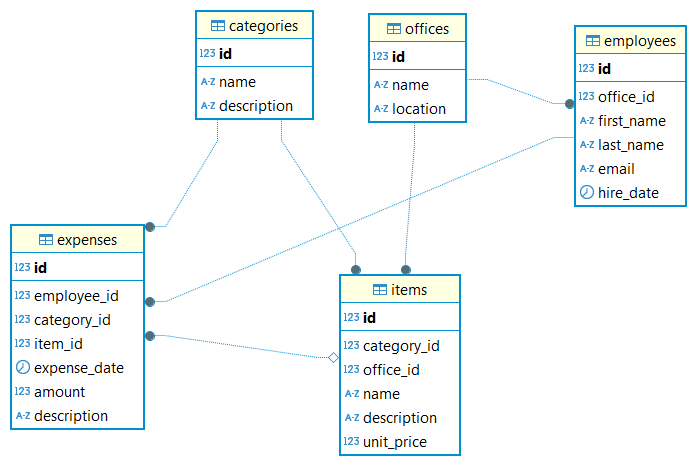 categories
123 id
A-Z name
A-Z description
offices
123 id
A-Z name
A-Z location
employees
123 id
123 office_id
A-Z first_name
A-Z last_name
A-Z email
hire_date
expenses
123 id
123 employee_id
123 category_id
123 item_id
expense_date
123 amount
A-Z description
items
123 id
123 category_id
123 office_id
A-Z name
A-Z description
123 unit_price